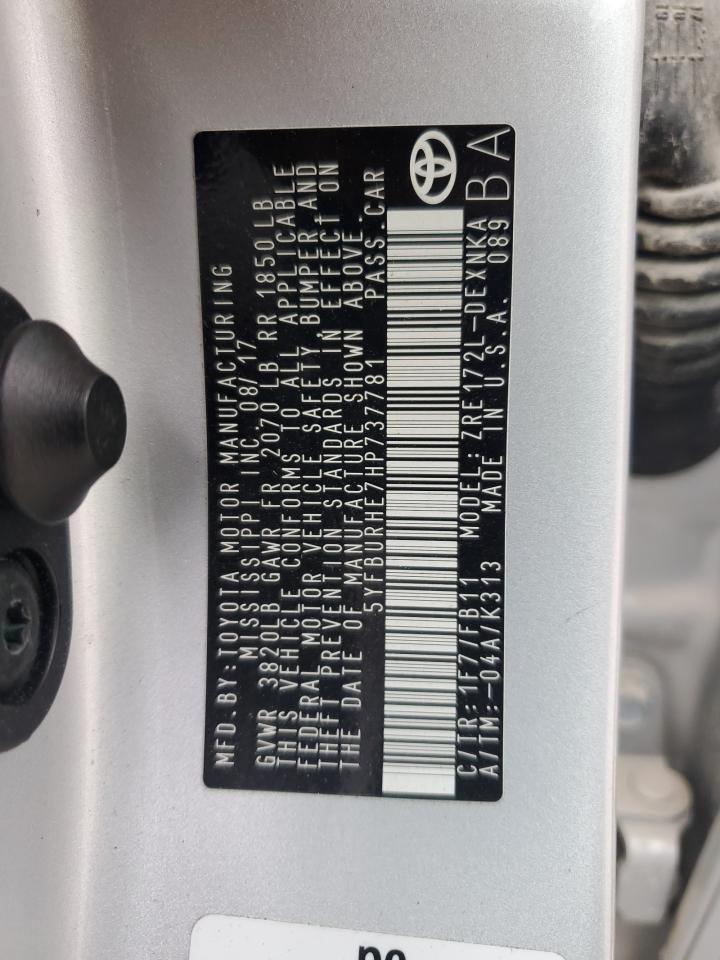 MFD.BY:TOYOTA MOTOR MANUFACTURING
MISSISSIPPI INC. 08/17
GVWR 3820LB GAWR FR 2070 LB RR 1850 LB
THIS VEHICLE CONFORMS TO ALL APPLICABLE
FEDERAL MOTOR VEHICLE SAFETY BUMPER AND
THEFT PREVENTION STANDARDS IN EFFECT ON
THE DATE OF MANUFACTURE SHOWN ABOVE.
5YFBURHE7HP737781 PASS.CAR
C/TR:1F7/FB11 MODEL:ZRE172L-DEXNKA
A/TM:-04A/K313 MADE IN U.S.A. 089
BA